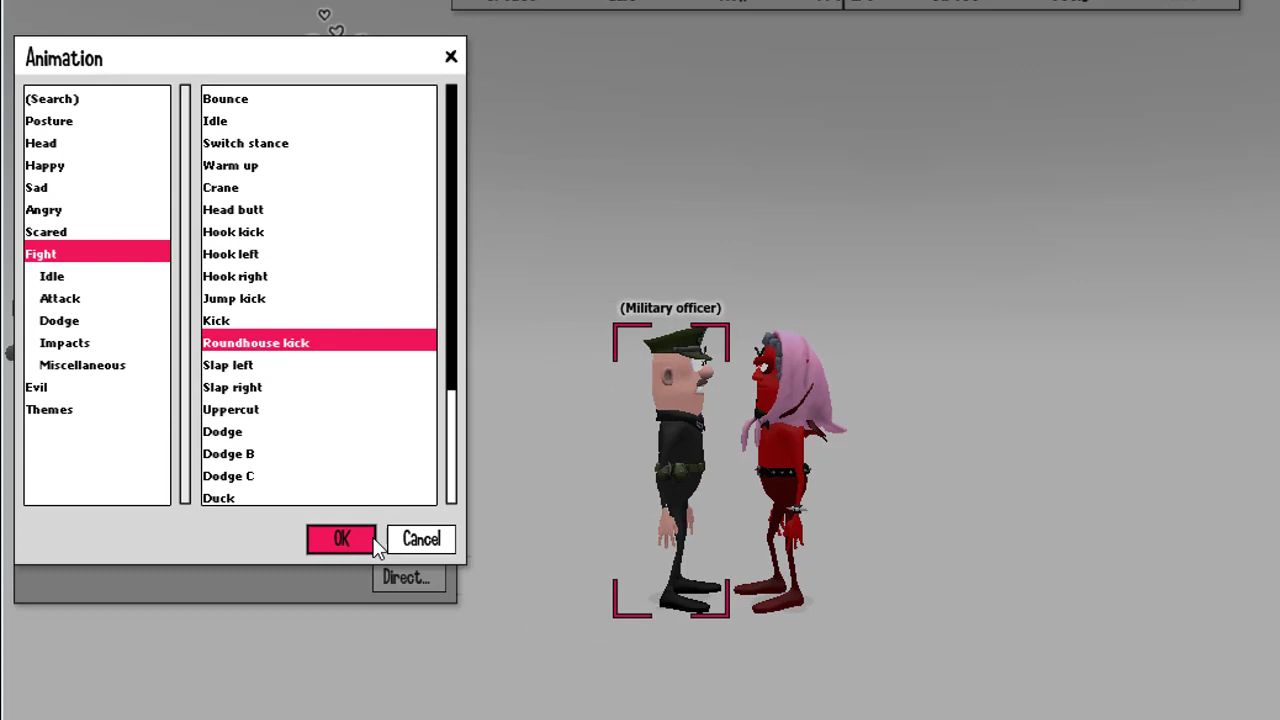 Animation
(Search)
Posture
Head
Happy
Sad
Angry
Scared
Fight
Idle
Attack
Dodge
Impacts
Miscellaneous
Evil
Themes
Bounce
Idle
Switch stance
Warm up
Crane
Head butt
Hook kick
Hook left
Hook right
Jump kick
Kick
Roundhouse kick
Slap left
Slap right
Uppercut
Dodge
Dodge B
Dodge C
Duck
OK
Cancel
Direct...
(Military officer)